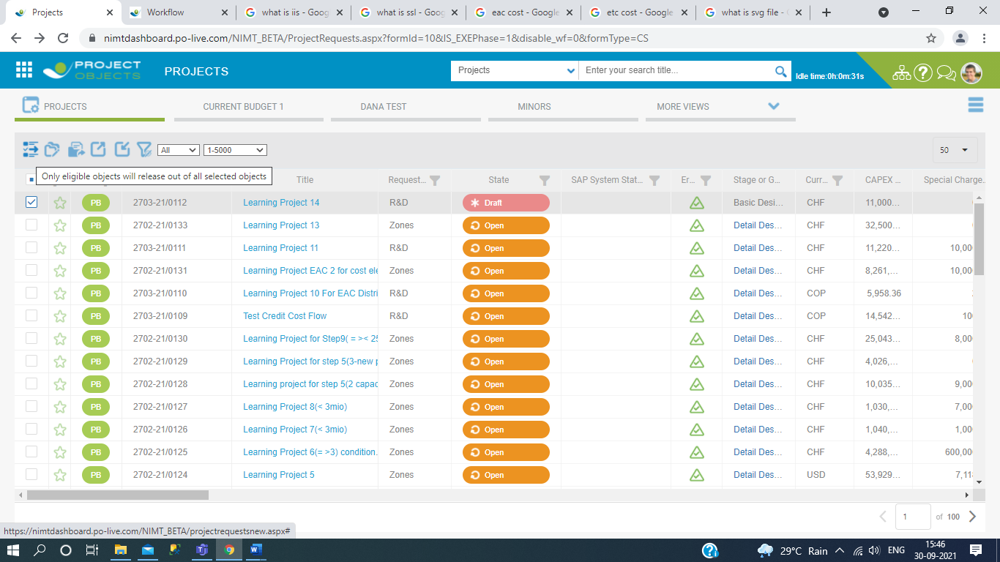 Projects
Workflow
what is iis - Goog
what is ssl - Goog
eac cost - Google
etc cost - Google
what is svg file -
nimtdashboard.po-live.com/NIMT_BETA/ProjectRequests.aspx?formId=10&IS_EXEPhase=1&disable_wf=0&formType=CS
PROJECT OBJECTS
PROJECTS
Projects
Enter your search title...
Idle time:0h:0m:31s
PROJECTS
CURRENT BUDGET 1
DANA TEST
MINORS
MORE VIEWS
All
1-5000
50
Only eligible objects will release out of all selected objects
Title Request... State SAP System Stat... Er... Stage or G... Curr... CAPEX ... Special Charge..
PB 2703-21/0112 Learning Project 14 R&D Draft Basic Desi... CHF 11,000...
PB 2702-21/0133 Learning Project 13 Zones Open Detail Des... CHF 32,500...
PB 2703-21/0111 Learning Project 11 R&D Open Detail Des... CHF 11,220... 10,00
PB 2702-21/0131 Learning Project EAC 2 for cost ele Zones Open Detail Des... CHF 8,261,... 10,00
PB 2703-21/0110 Learning Project 10 For EAC Distri R&D Open Detail Des... COP 5,958.36
PB 2703-21/0109 Test Credit Cost Flow R&D Open Detail Des... COP 14,542... 10
PB 2702-21/0130 Learning Project for Step9( = >< 25 Zones Open Detail Des... CHF 25,043... 8,00
PB 2702-21/0129 Learning Project for step 5(3-new p Zones Open Detail Des... CHF 4,026,...
PB 2702-21/0128 Learning project for step 5(2 capac Zones Open Detail Des... CHF 10,035... 9,00
PB 2702-21/0127 Learning Project 8(< 3mio) Zones Open Detail Des... CHF 1,030,... 7,00
PB 2702-21/0126 Learning Project 7(< 3mio) Zones Open Detail Des... CHF 1,040,... 1,00
PB 2702-21/0125 Learning Project 6(= >3) condition. Zones Open Detail Des... CHF 4,288,... 600,00
PB 2702-21/0124 Learning Project 5 Zones Open Detail Des... USD 53,929... 7,11
1 of 100
https://nimtdashboard.po-live.com/NIMT_BETA/projectrequestsnew.aspx#
29°C Rain
ENG
15:46
30-09-2021